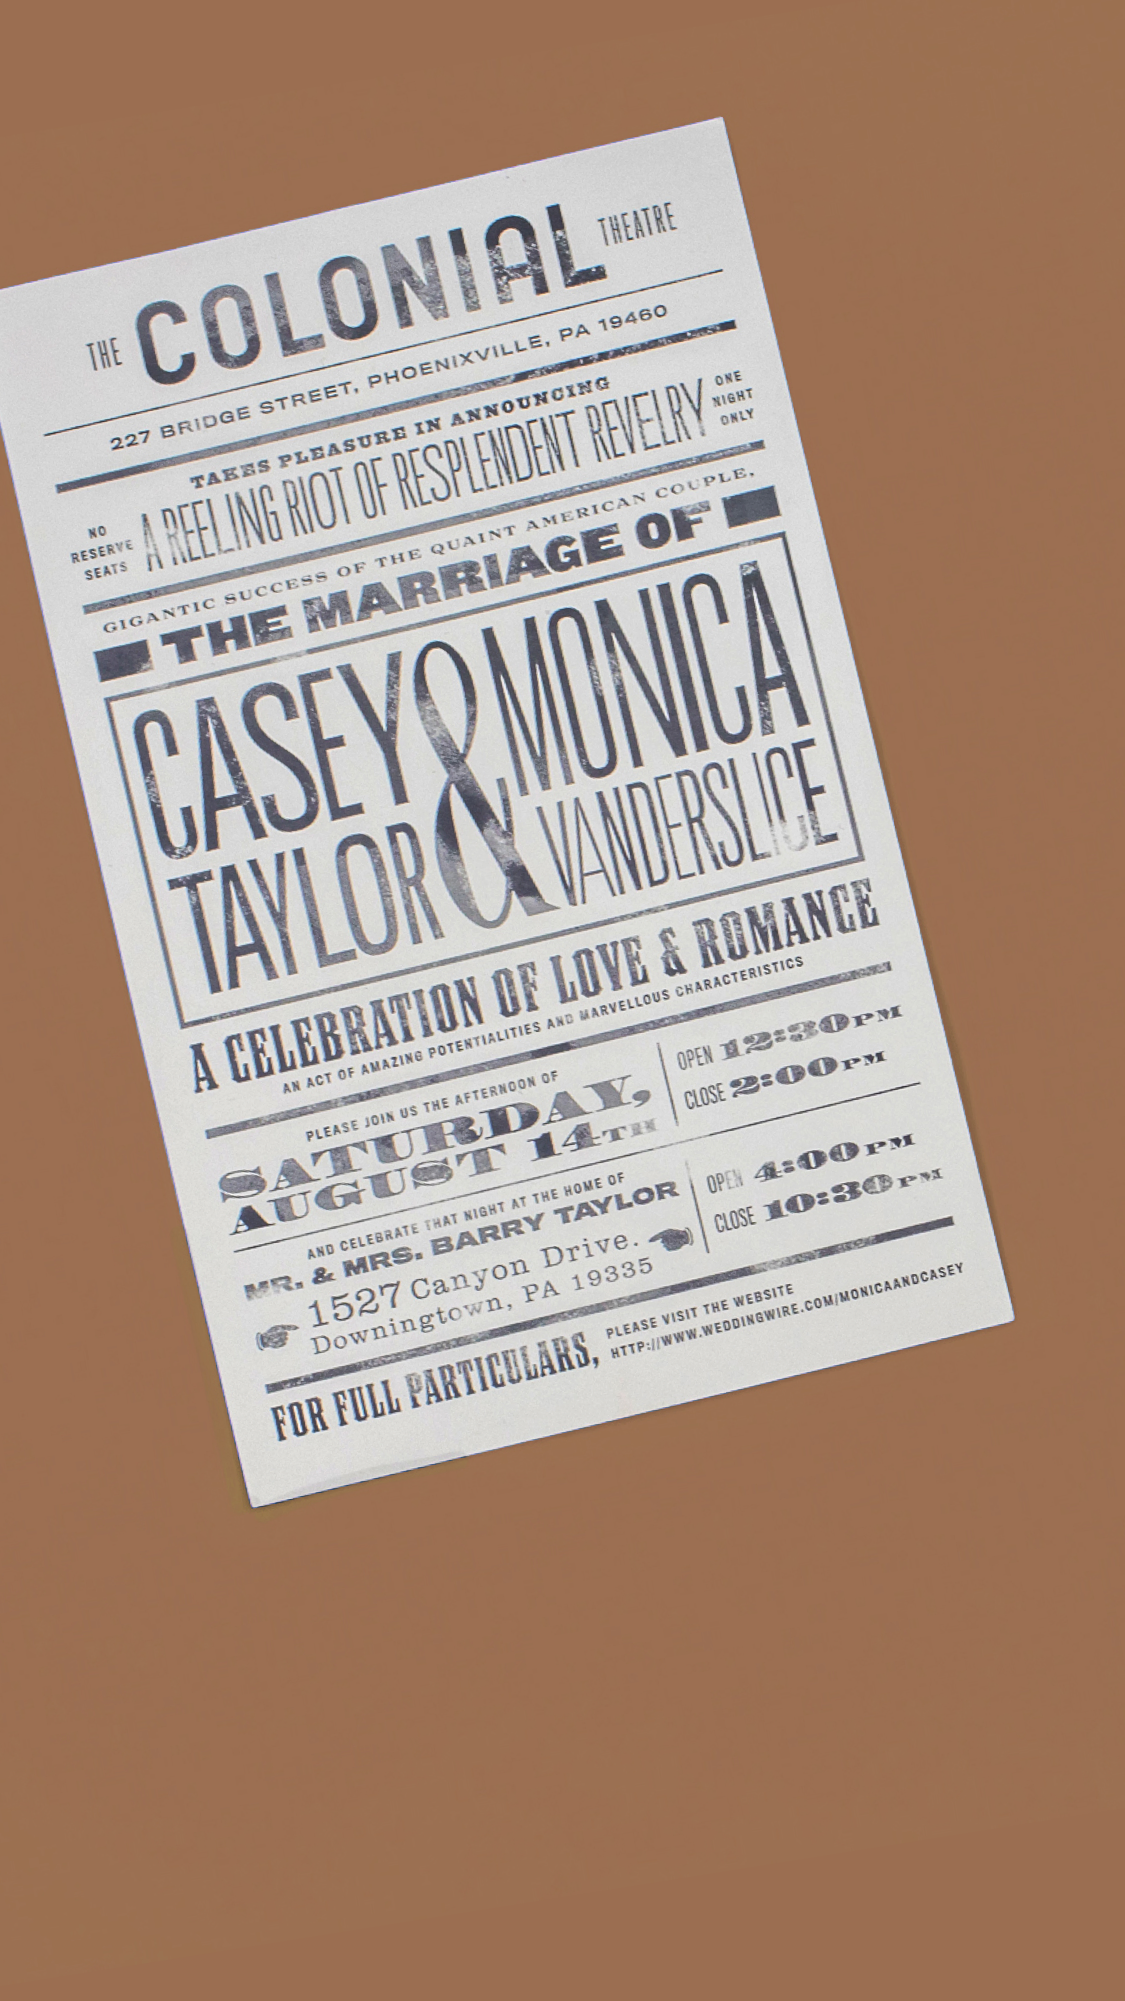 THE COLONIAL THEATRE
227 BRIDGE STREET, PHOENIXVILLE, PA 19460
TAKES PLEASURE IN ANNOUNCING
NO RESERVE SEATS
A REELING RIOT OF RESPLENDENT REVELRY
ONE NIGHT ONLY
GIGANTIC SUCCESS OF THE QUAINT AMERICAN COUPLE,
THE MARRIAGE OF
CASEY & MONICA
TAYLOR VANDERSLICE
A CELEBRATION OF LOVE & ROMANCE
AN ACT OF AMAZING POTENTIALITIES AND MARVELLOUS CHARACTERISTICS
PLEASE JOIN US THE AFTERNOON OF
SATURDAY,
AUGUST 14TH
OPEN 12:30PM
CLOSE 2:00PM
AND CELEBRATE THAT NIGHT AT THE HOME OF
MR. & MRS. BARRY TAYLOR
1527 Canyon Drive.
Downingtown, PA 19335
OPEN 4:00PM
CLOSE 10:30PM
FOR FULL PARTICULARS,
PLEASE VISIT THE WEBSITE
HTTP://WWW.WEDDINGWIRE.COM/MONICAANDCASEY